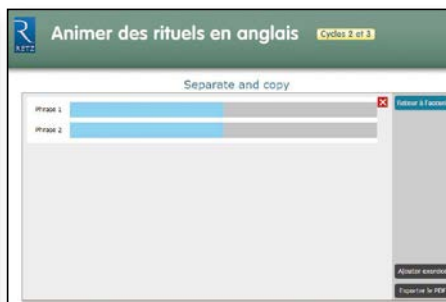 RETZ
Animer des rituels en anglais
Cycles 2 et 3
Separate and copy
Phrase 1
Retour à l'accueil
Phrase 2
Ajouter exercice
Exporter le PDF